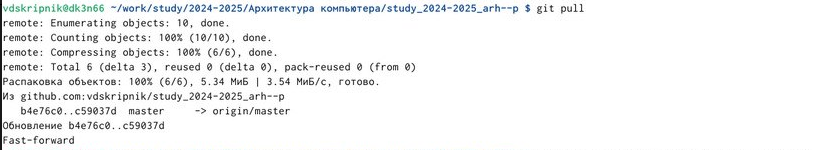 vdskripnik@dk3n66 ~/work/study/2024-2025/Архитектура компьютера/study_2024-2025_arh--p $ git pull
remote: Enumerating objects: 10, done.
remote: Counting objects: 100% (10/10), done.
remote: Compressing objects: 100% (6/6), done.
remote: Total 6 (delta 3), reused 0 (delta 0), pack-reused 0 (from 0)
Распаковка объектов: 100% (6/6), 5.34 МиБ | 3.54 МиБ/с, готово.
Из github.com:vdskripnik/study_2024-2025_arh--p
   b4e76c0..c59037d  master     -> origin/master
Обновление b4e76c0..c59037d
Fast-forward